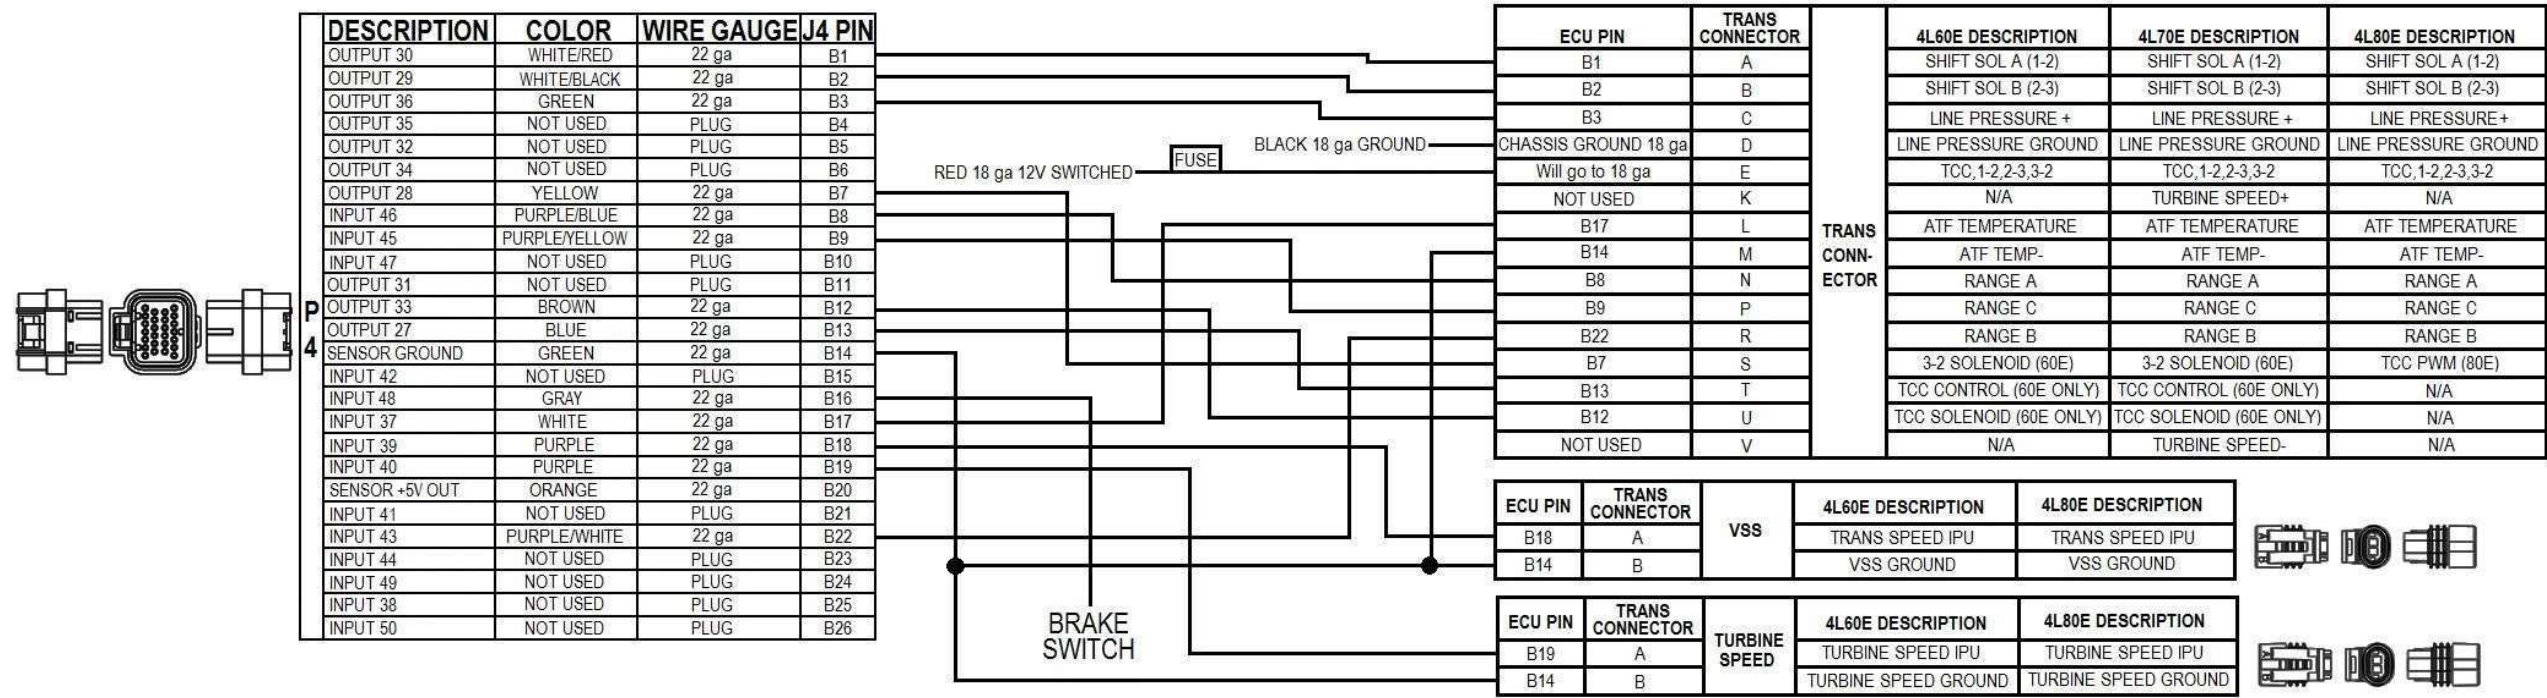 DESCRIPTION COLOR WIRE GAUGE J4 PIN
OUTPUT 30 WHITE/RED 22 ga B1
OUTPUT 29 WHITE/BLACK 22 ga B2
OUTPUT 36 GREEN 22 ga B3
OUTPUT 35 NOT USED PLUG B4
OUTPUT 32 NOT USED PLUG B5
OUTPUT 34 NOT USED PLUG B6
OUTPUT 28 YELLOW 22 ga B7
INPUT 46 PURPLE/BLUE 22 ga B8
INPUT 45 PURPLE/YELLOW 22 ga B9
INPUT 47 NOT USED PLUG B10
OUTPUT 31 NOT USED PLUG B11
OUTPUT 33 BROWN 22 ga B12
OUTPUT 27 BLUE 22 ga B13
SENSOR GROUND GREEN 22 ga B14
INPUT 42 NOT USED PLUG B15
INPUT 48 GRAY 22 ga B16
INPUT 37 WHITE 22 ga B17
INPUT 39 PURPLE 22 ga B18
INPUT 40 PURPLE 22 ga B19
SENSOR +5V OUT ORANGE 22 ga B20
INPUT 41 NOT USED PLUG B21
INPUT 43 PURPLE/WHITE 22 ga B22
INPUT 44 NOT USED PLUG B23
INPUT 49 NOT USED PLUG B24
INPUT 38 NOT USED PLUG B25
INPUT 50 NOT USED PLUG B26
P
4
BLACK 18 ga GROUND
FUSE
RED 18 ga 12V SWITCHED
BRAKE
SWITCH
ECU PIN TRANS CONNECTOR 4L60E DESCRIPTION 4L70E DESCRIPTION 4L80E DESCRIPTION
B1 A SHIFT SOL A (1-2) SHIFT SOL A (1-2) SHIFT SOL A (1-2)
B2 B SHIFT SOL B (2-3) SHIFT SOL B (2-3) SHIFT SOL B (2-3)
B3 C LINE PRESSURE + LINE PRESSURE + LINE PRESSURE+
CHASSIS GROUND 18 ga D LINE PRESSURE GROUND LINE PRESSURE GROUND LINE PRESSURE GROUND
Will go to 18 ga E TCC,1-2,2-3,3-2 TCC,1-2,2-3,3-2 TCC,1-2,2-3,3-2
NOT USED K N/A TURBINE SPEED+ N/A
B17 L ATF TEMPERATURE ATF TEMPERATURE ATF TEMPERATURE
B14 M ATF TEMP- ATF TEMP- ATF TEMP-
B8 N RANGE A RANGE A RANGE A
B9 P RANGE C RANGE C RANGE C
B22 R RANGE B RANGE B RANGE B
B7 S 3-2 SOLENOID (60E) 3-2 SOLENOID (60E) TCC PWM (80E)
B13 T TCC CONTROL (60E ONLY) TCC CONTROL (60E ONLY) N/A
B12 U TCC SOLENOID (60E ONLY) TCC SOLENOID (60E ONLY) N/A
NOT USED V N/A TURBINE SPEED- N/A
TRANS
CONN-
ECTOR
ECU PIN TRANS CONNECTOR 4L60E DESCRIPTION 4L80E DESCRIPTION
VSS
B18 A TRANS SPEED IPU TRANS SPEED IPU
B14 B VSS GROUND VSS GROUND
ECU PIN TRANS CONNECTOR 4L60E DESCRIPTION 4L80E DESCRIPTION
TURBINE
SPEED
B19 A TURBINE SPEED IPU TURBINE SPEED IPU
B14 B TURBINE SPEED GROUND TURBINE SPEED GROUND